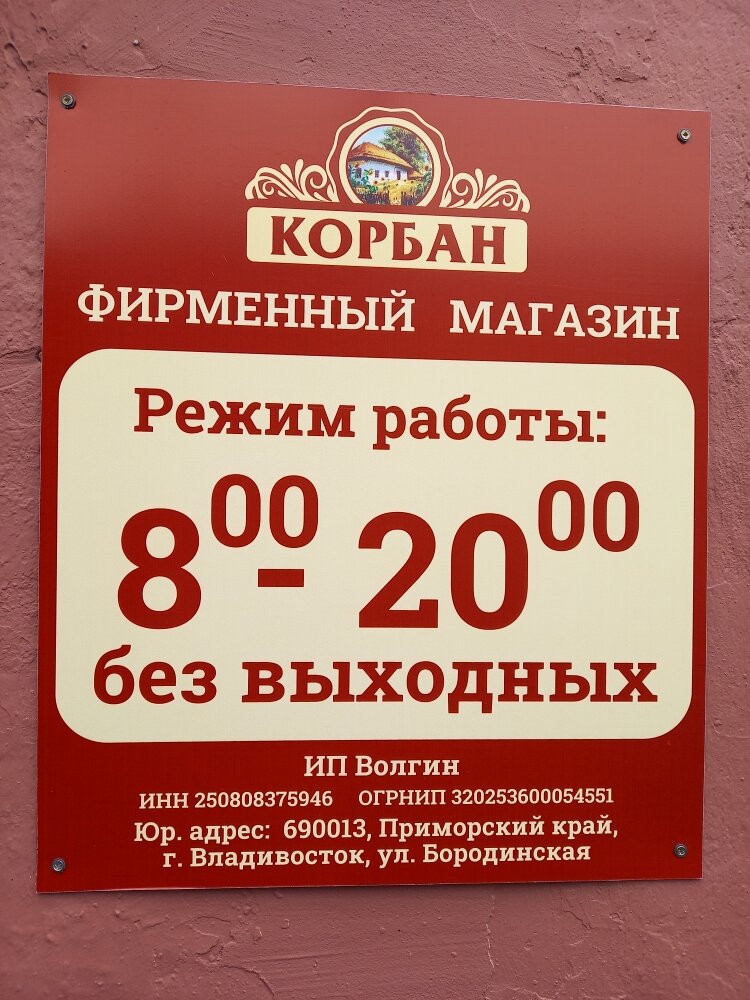 КОРБАН
ФИРМЕННЫЙ МАГАЗИН
Режим работы:
8⁰⁰ - 20⁰⁰
без выходных
ИП Волгин
ИНН 250808375946 ОГРНИП 320253600054551
Юр. адрес: 690013, Приморский край,
г. Владивосток, ул. Бородинская